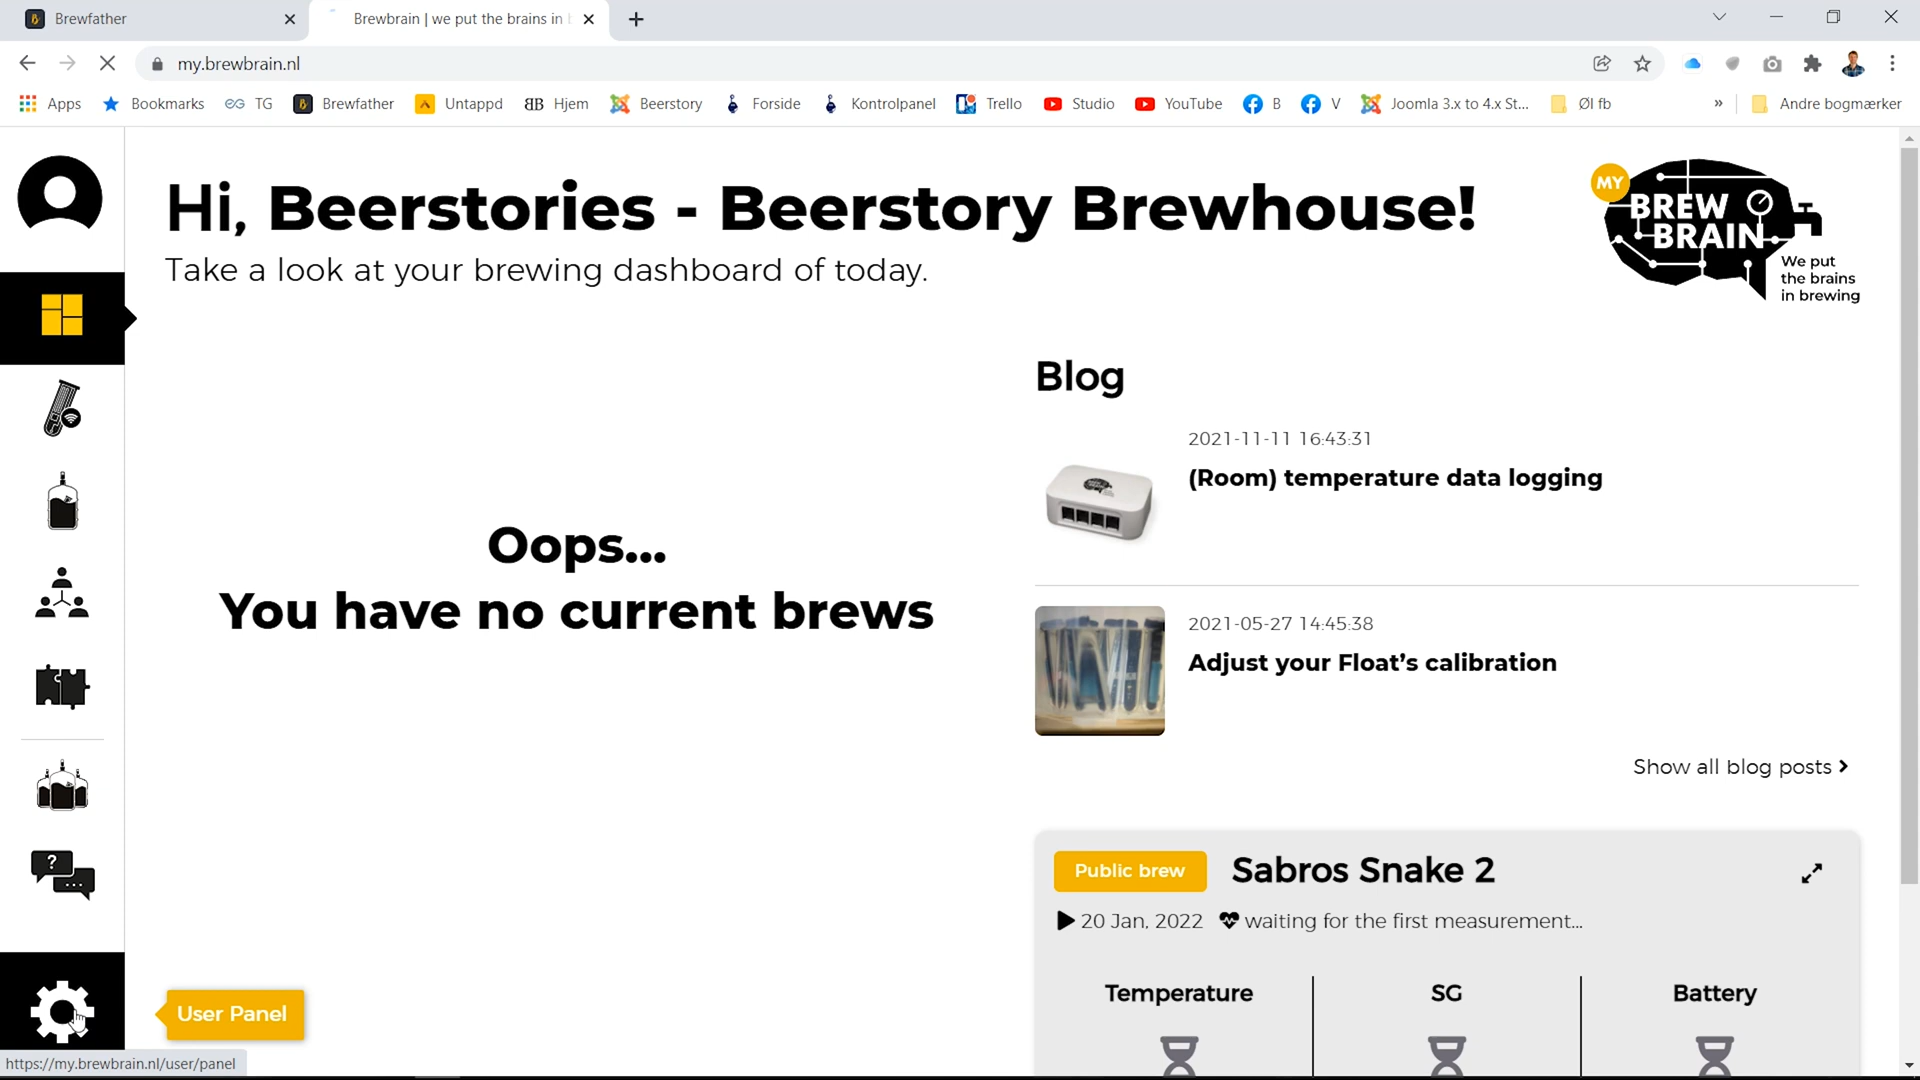 Brewfather
Brewbrain | we put the brains in
my.brewbrain.nl
Apps Bookmarks TG Brewfather Untappd BB Hjem Beerstory Forside Kontrolpanel Trello Studio YouTube B V Joomla 3.x to 4.x St... Øl fb » Andre bogmærker
Hi, Beerstories - Beerstory Brewhouse!
Take a look at your brewing dashboard of today.
MY
BREW
BRAIN
We put
the brains
in brewing
Oops...
You have no current brews
Blog
2021-11-11 16:43:31
(Room) temperature data logging
2021-05-27 14:45:38
Adjust your Float’s calibration
Show all blog posts
Public brew Sabros Snake 2
20 Jan, 2022 waiting for the first measurement...
Temperature SG Battery
User Panel
https://my.brewbrain.nl/user/panel